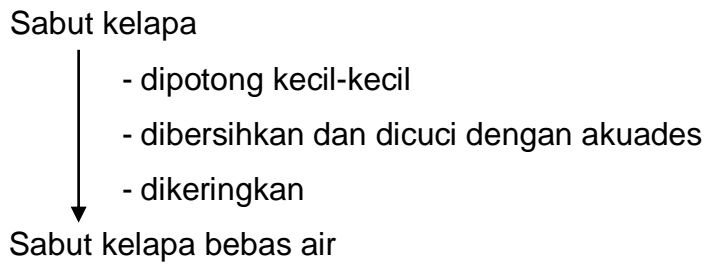 Sabut kelapa
- dipotong kecil-kecil
- dibersihkan dan dicuci dengan akuades
- dikeringkan
Sabut kelapa bebas air